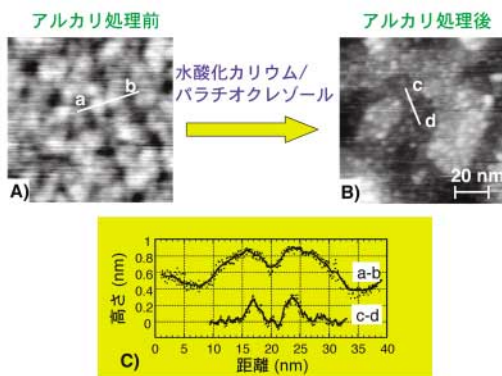 アルカリ処理前
アルカリ処理後
a
b
水酸化カリウム/
パラチオクレゾール
c
d
20 nm
A)
B)
高さ (nm)
1
0.8
0.6
0.4
0.2
0
a-b
c-d
0 5 10 15 20 25 30 35 40
距離 (nm)
C)